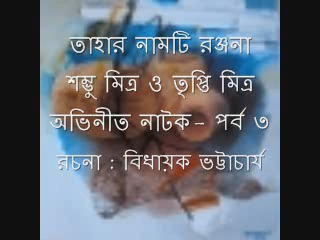 তাহার নামটি রঞ্জনা
শম্ভু মিত্র ও তৃপ্তি মিত্র
অভিনীত নাটক- পর্ব ৩
রচনা : বিধায়ক ভট্টাচার্য